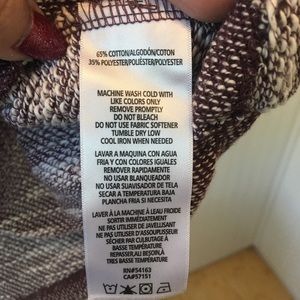 65% COTTON/ALGODÓN/COTON
35% POLYESTER/POLIÉSTER/POLYESTER
MACHINE WASH COLD WITH
LIKE COLORS ONLY
REMOVE PROMPTLY
DO NOT BLEACH
DO NOT USE FABRIC SOFTENER
TUMBLE DRY LOW
COOL IRON WHEN NEEDED
LAVAR A MAQUINA CON AGUA
FRIA Y CON COLORES IGUALES
REMOVER RAPIDAMENTE
NO USAR BLANQUEADOR
NO USAR SUAVISADOR DE TELA
SECAR A TEMPERATURA BAJA
PLANCHA FRIA SI NECESITA
LAVER À LA MACHINE À L'EAU FROIDE
SORTIR IMMÉDIATEMENT
NE PAS UTILISER DE JAVELLISANT
NE PAS UTILISER D'ASSOUPLISSEUR
SÉCHER PAR CULBUTAGE À
BASSE TEMPÉRATURE
REPASSER, AU BESOIN, À
TRES BASSE TEMPÉRATURE
RN#54163
CA#57151